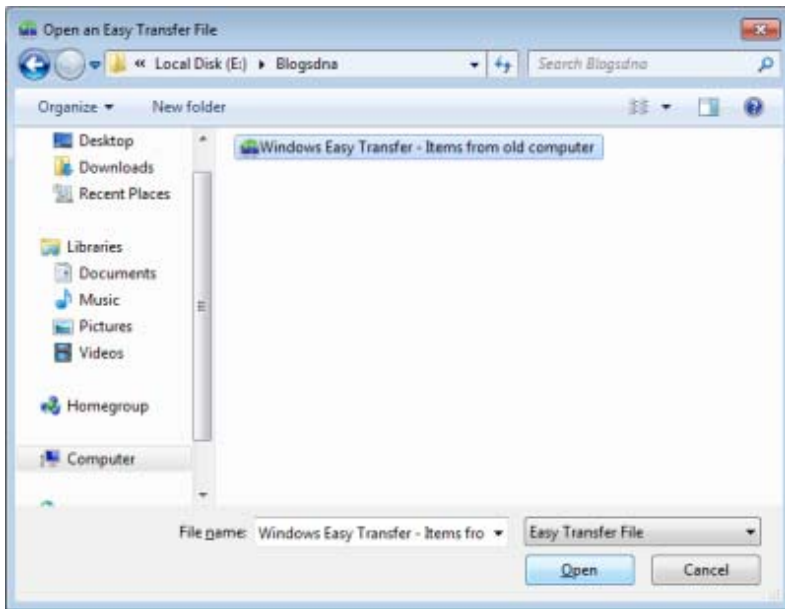 Open an Easy Transfer File
« Local Disk (E:) ▸ Blogsdna
Search Blogsdna
Organize ▾ New folder
Desktop
Windows Easy Transfer - Items from old computer
Downloads
Recent Places
Libraries
Documents
Music
Pictures
Videos
Homegroup
Computer
File name: Windows Easy Transfer - Items fro
Easy Transfer File
Open Cancel